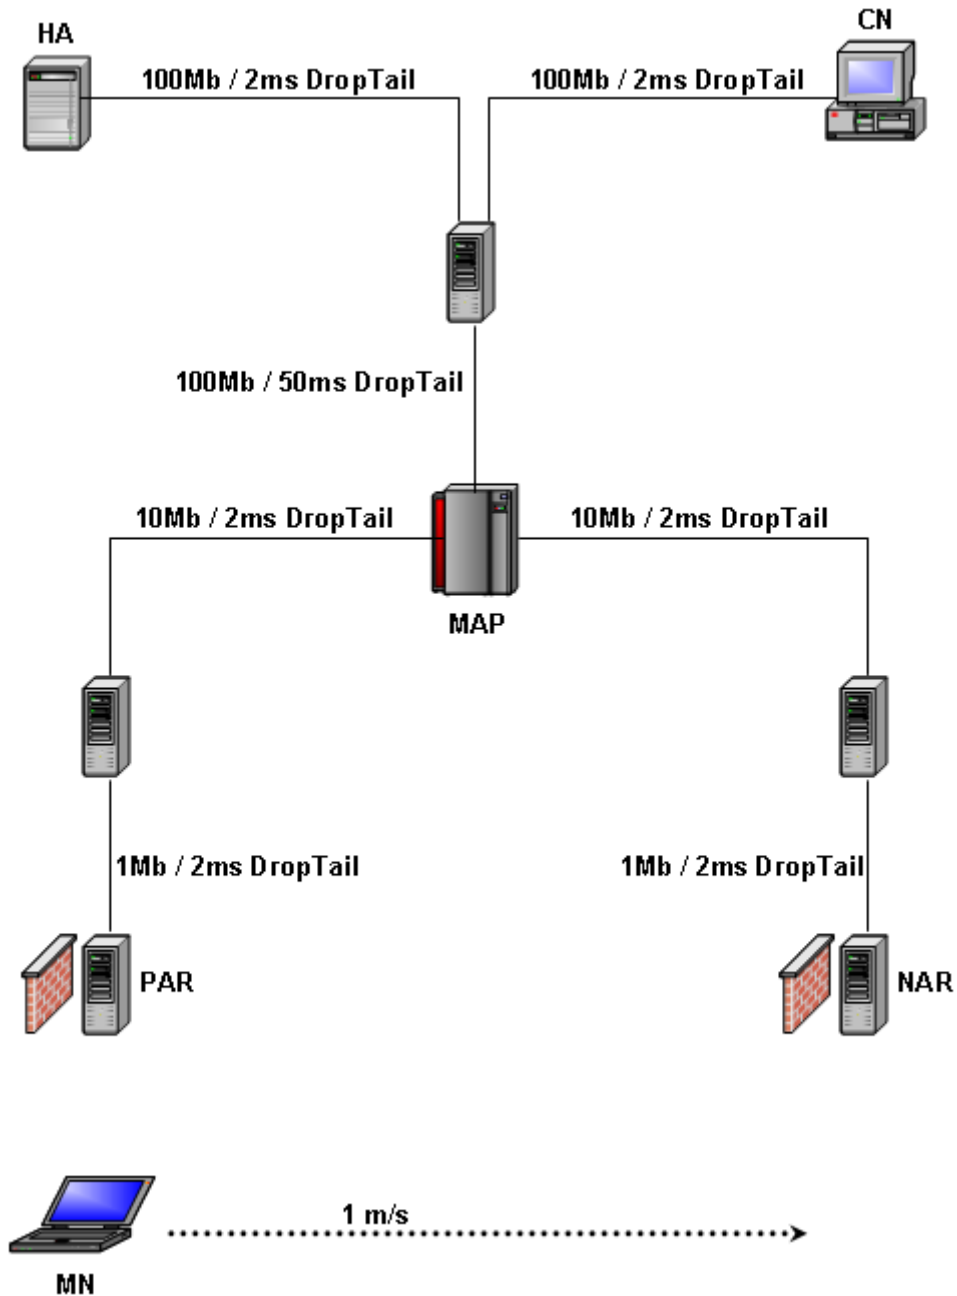 HA
CN
100Mb / 2ms DropTail
100Mb / 2ms DropTail
100Mb / 50ms DropTail
10Mb / 2ms DropTail
10Mb / 2ms DropTail
MAP
1Mb / 2ms DropTail
1Mb / 2ms DropTail
PAR
NAR
1 m/s
MN